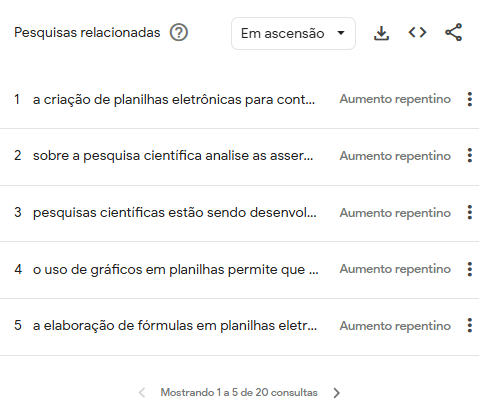 Pesquisas relacionadas
Em ascensão
1 a criação de planilhas eletrônicas para cont... Aumento repentino
2 sobre a pesquisa científica analise as asser... Aumento repentino
3 pesquisas científicas estão sendo desenvol... Aumento repentino
4 o uso de gráficos em planilhas permite que ... Aumento repentino
5 a elaboração de fórmulas em planilhas eletr... Aumento repentino
Mostrando 1 a 5 de 20 consultas